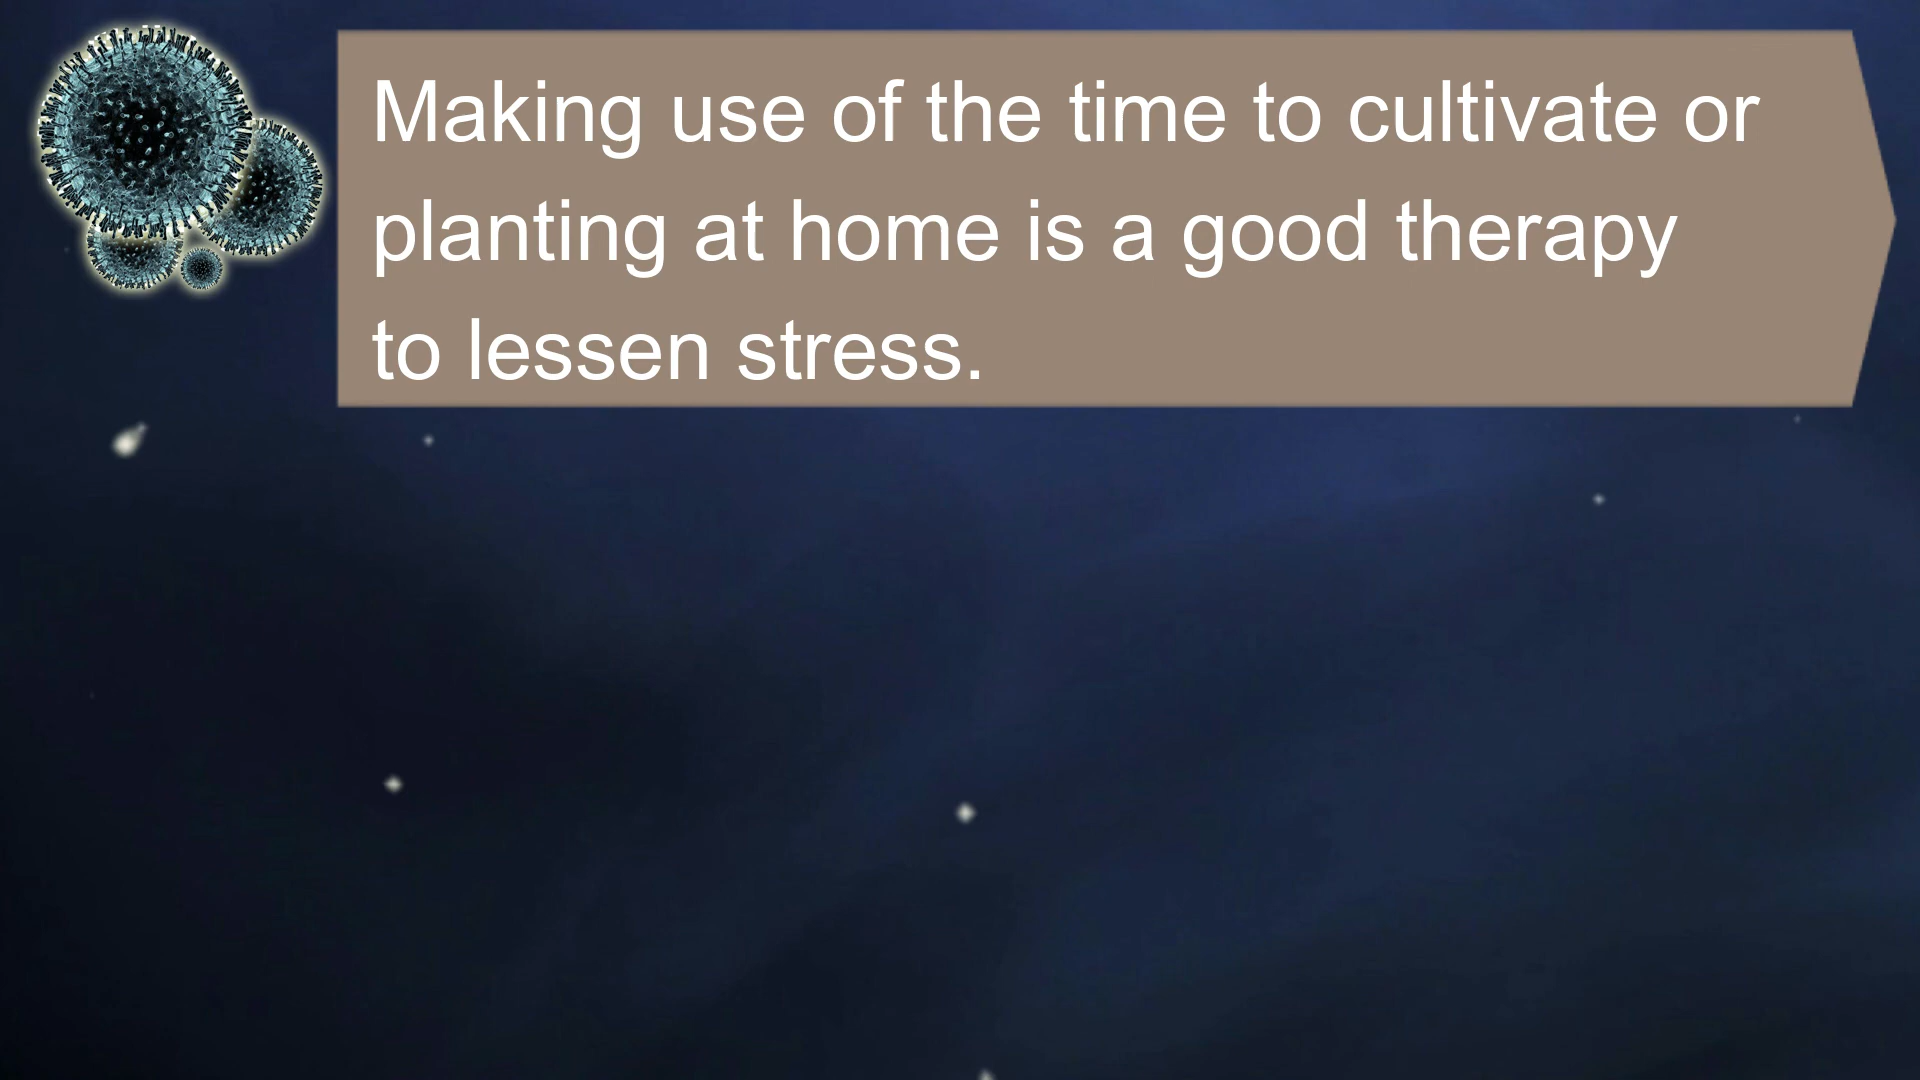 Making use of the time to cultivate or
planting at home is a good therapy
to lessen stress.